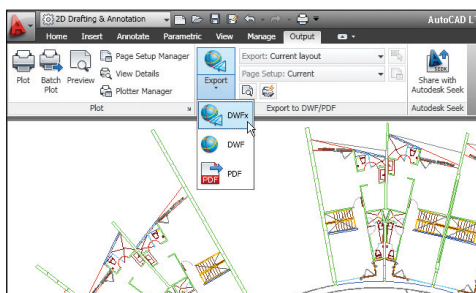 2D Drafting & Annotation
AutoCAD L
Home Insert Annotate Parametric View Manage Output
Plot
Batch Plot
Preview
Page Setup Manager
View Details
Plotter Manager
Export
Export: Current layout
Page Setup: Current
Share with Autodesk Seek
Plot
Export to DWF/PDF
Autodesk Seek
DWFx
DWF
PDF
PDF
SEEK